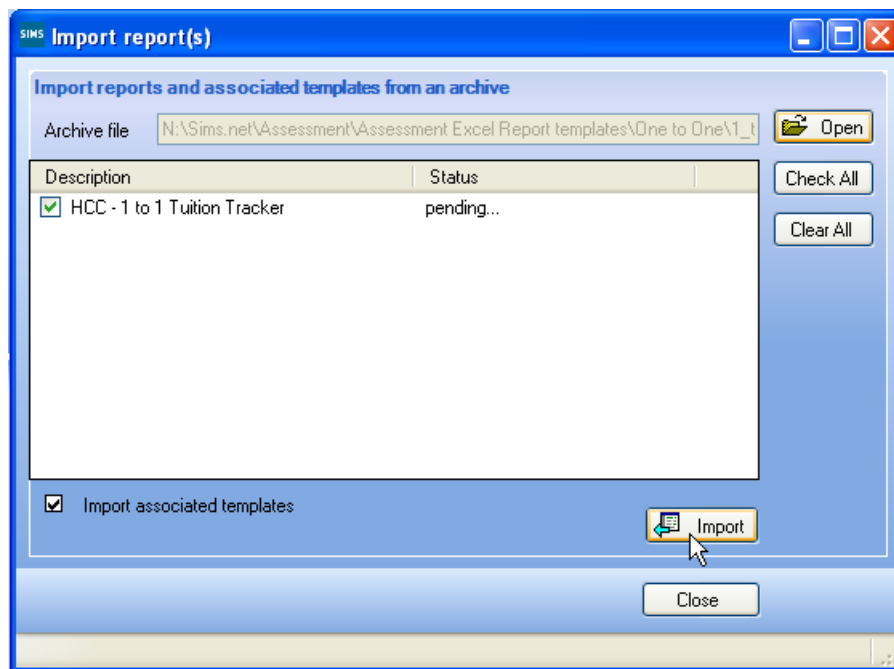 SIMS Import report(s)
Import reports and associated templates from an archive
Archive file N:\Sims.net\Assessment\Assessment Excel Report templates\One to One\1_t Open
Description Status Check All
HCC - 1 to 1 Tuition Tracker pending...
Clear All
Import associated templates
Import
Close